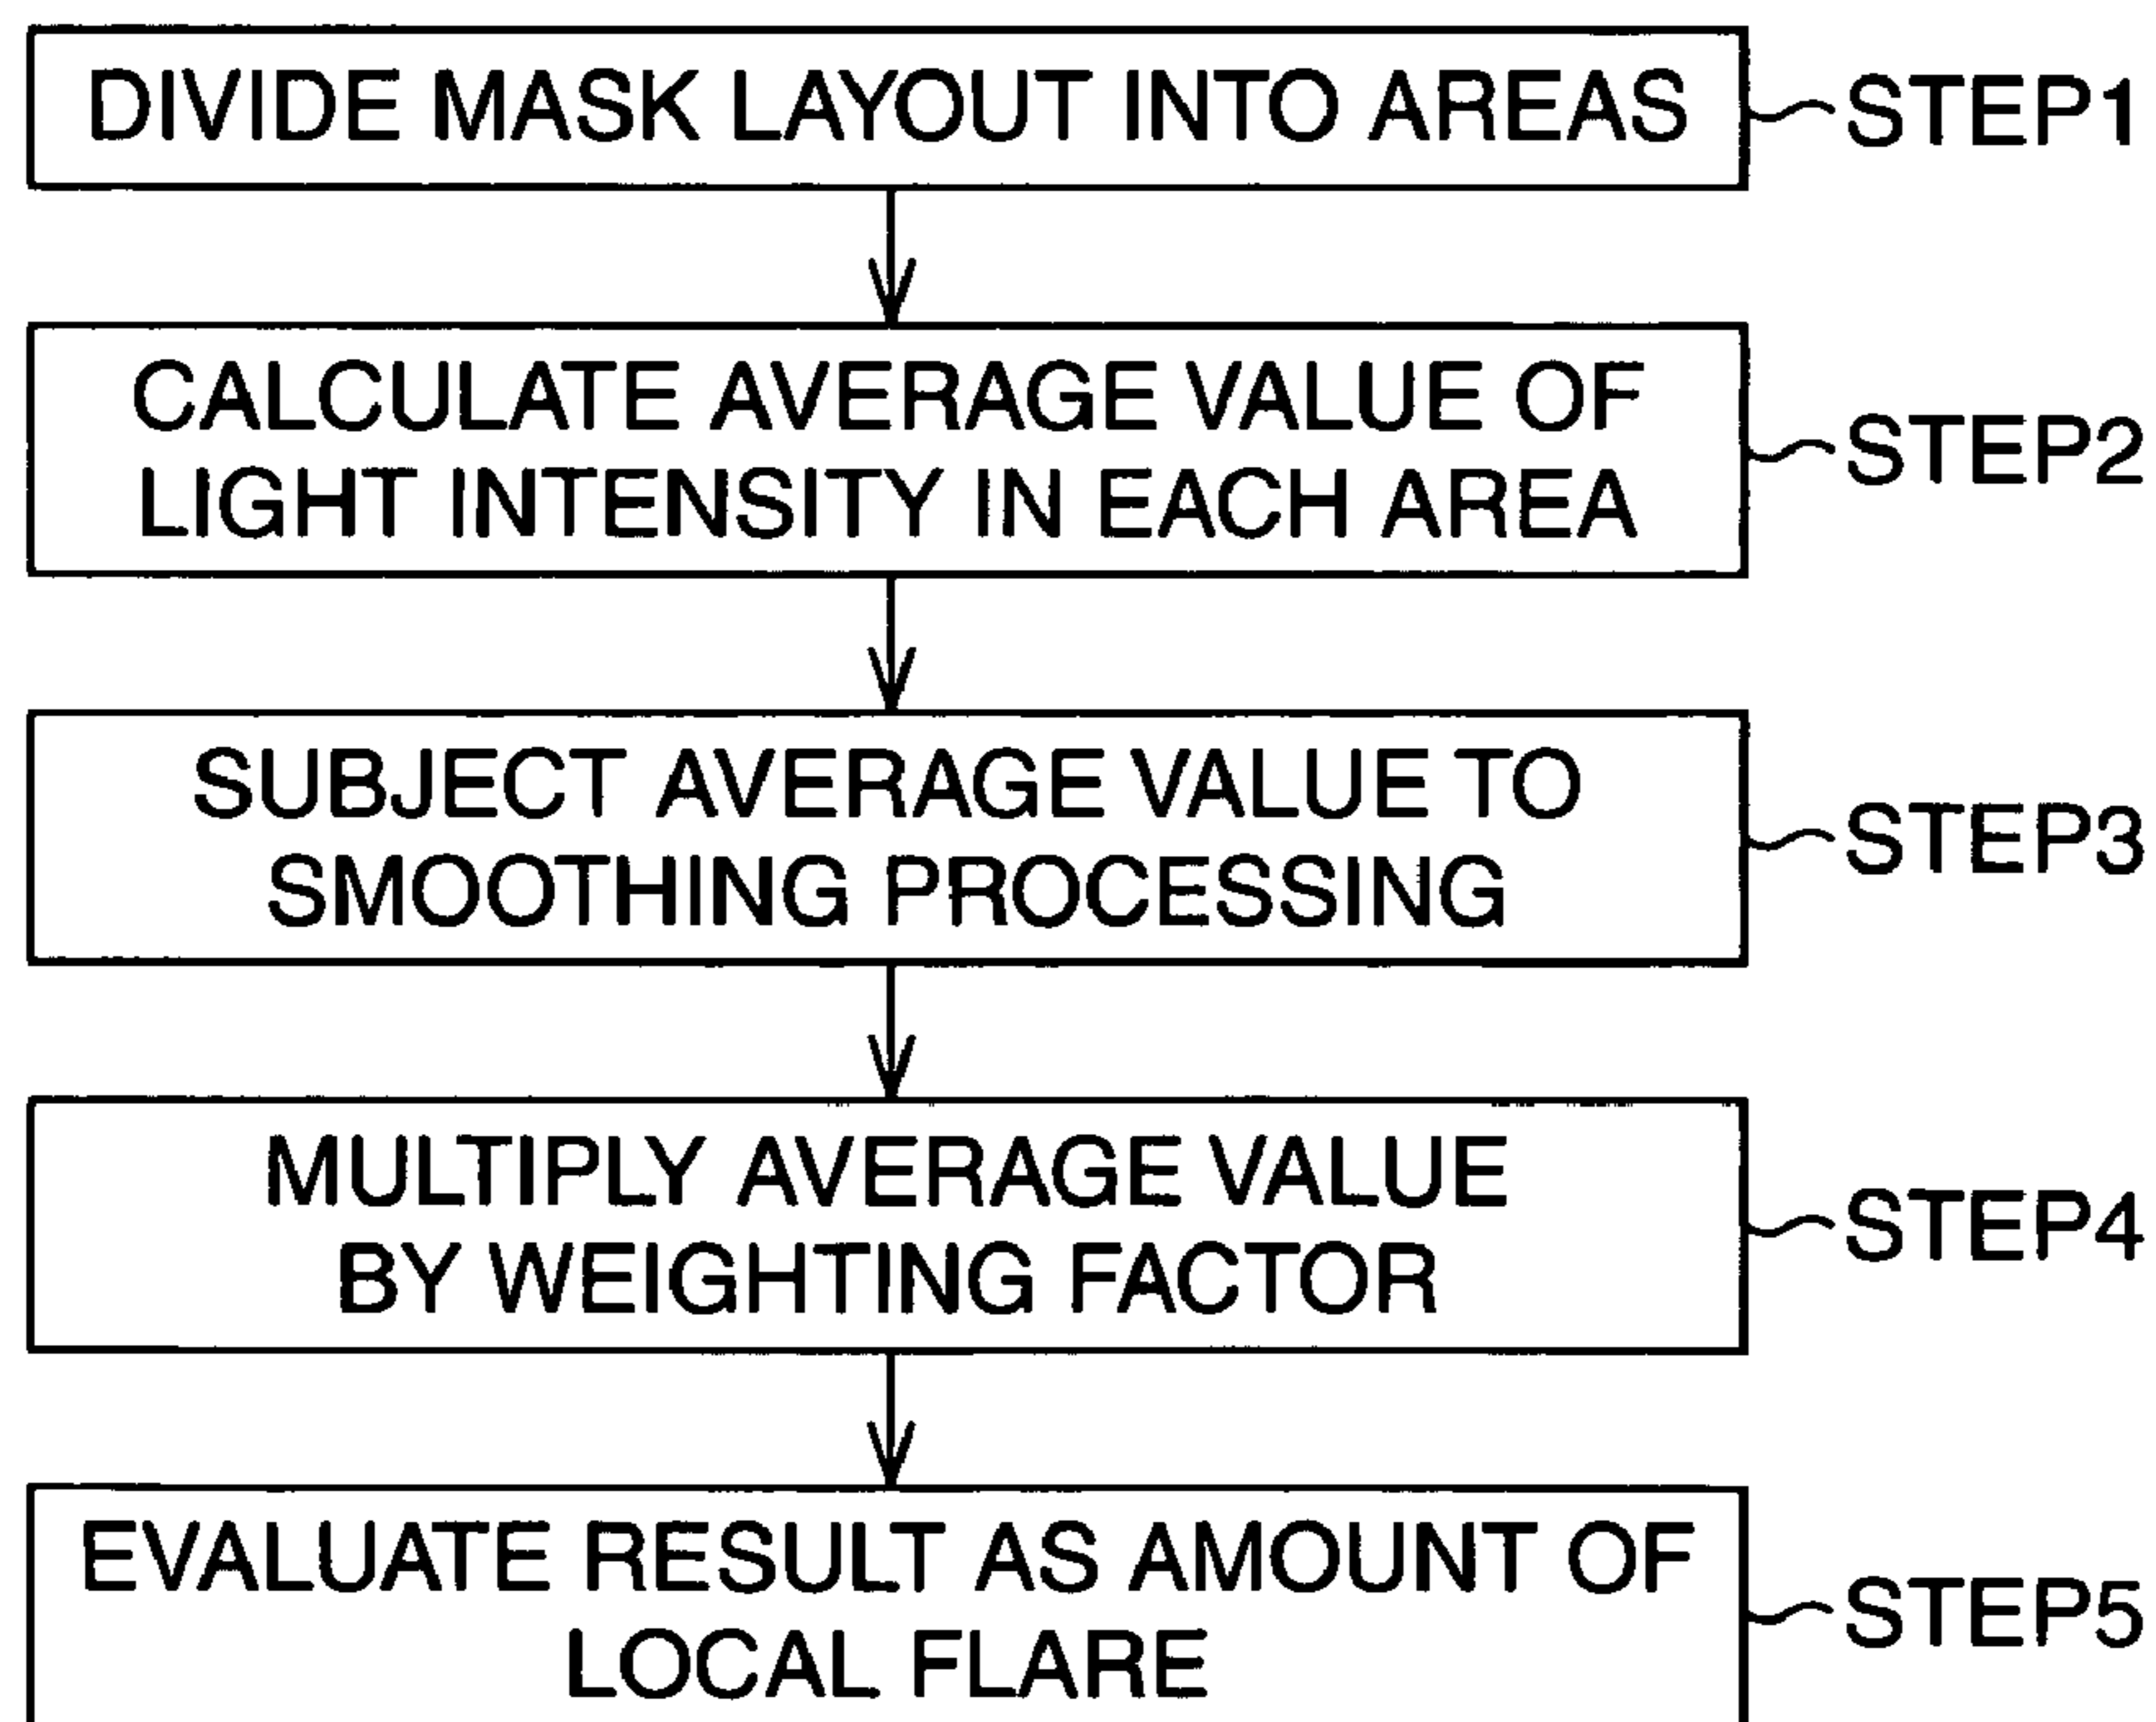 DIVIDE MASK LAYOUT INTO AREAS STEP1
CALCULATE AVERAGE VALUE OF
LIGHT INTENSITY IN EACH AREA
STEP2
SUBJECT AVERAGE VALUE TO
SMOOTHING PROCESSING
STEP3
MULTIPLY AVERAGE VALUE
BY WEIGHTING FACTOR
STEP4
EVALUATE RESULT AS AMOUNT OF
LOCAL FLARE
STEP5